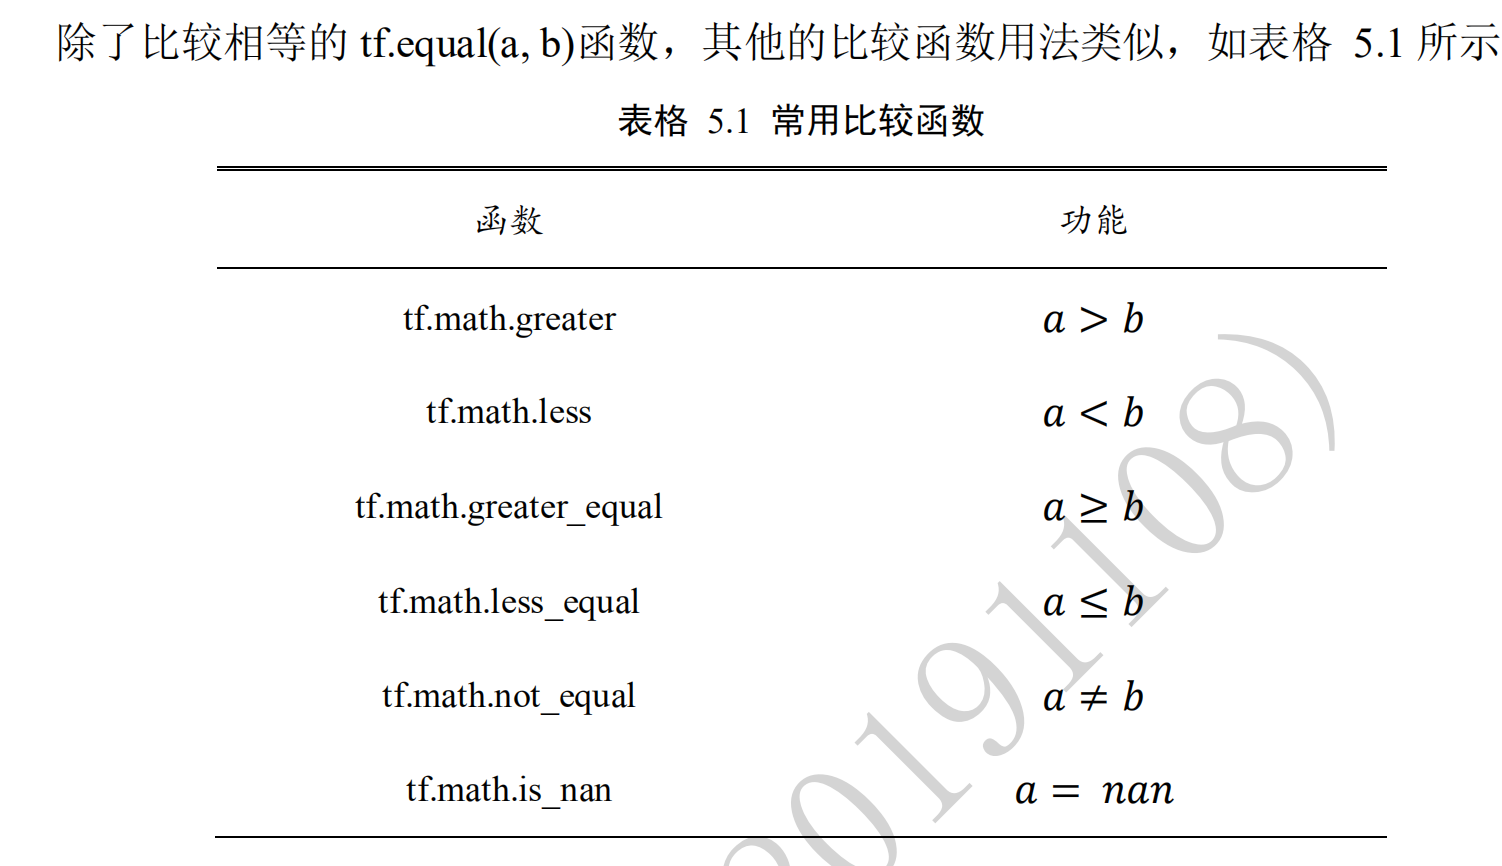 除了比较相等的 tf.equal(a, b)函数，其他的比较函数用法类似，如表格 5.1 所示
表格 5.1 常用比较函数
函数 功能
tf.math.greater a > b
tf.math.less a < b
tf.math.greater_equal a ≥ b
tf.math.less_equal a ≤ b
tf.math.not_equal a ≠ b
tf.math.is_nan a = nan
20191108）